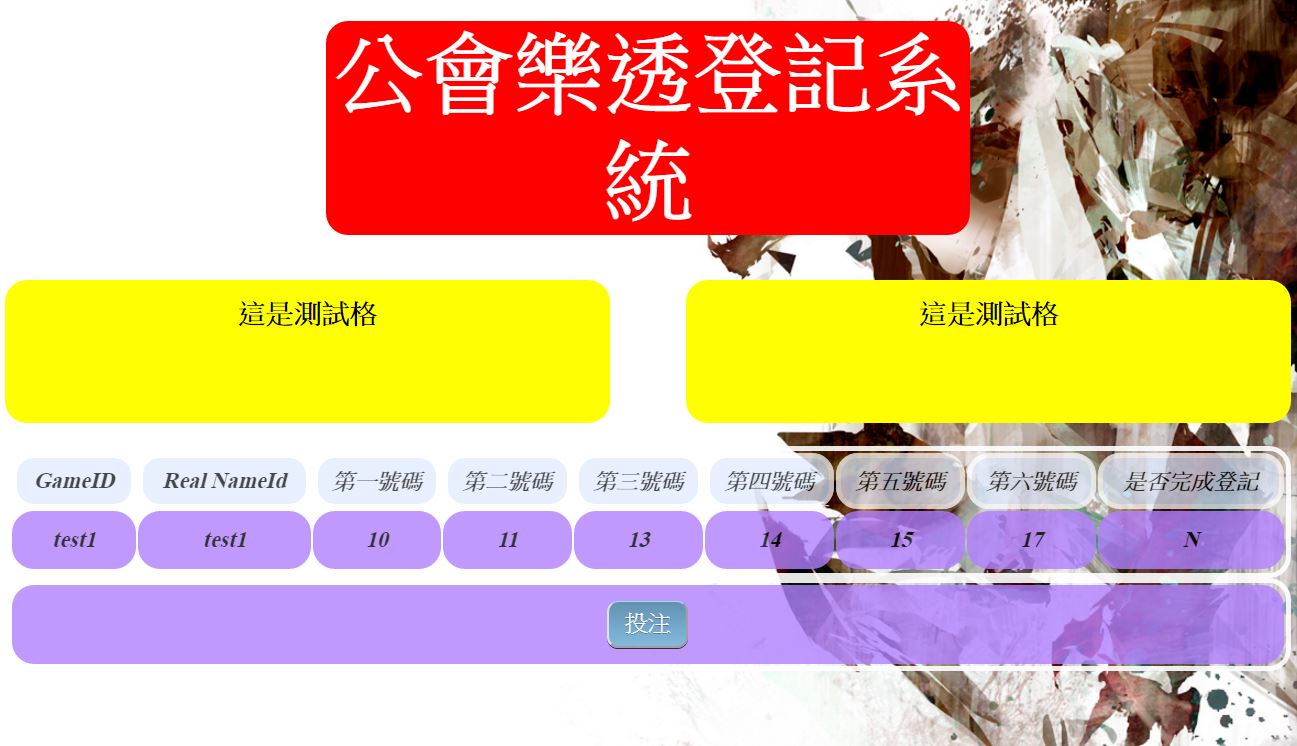 公會樂透登記系
統
這是測試格 這是測試格
GameID Real NameId 第一號碼 第二號碼 第三號碼 第四號碼 第五號碼 第六號碼 是否完成登記
test1 test1 10 11 13 14 15 17 N
投注